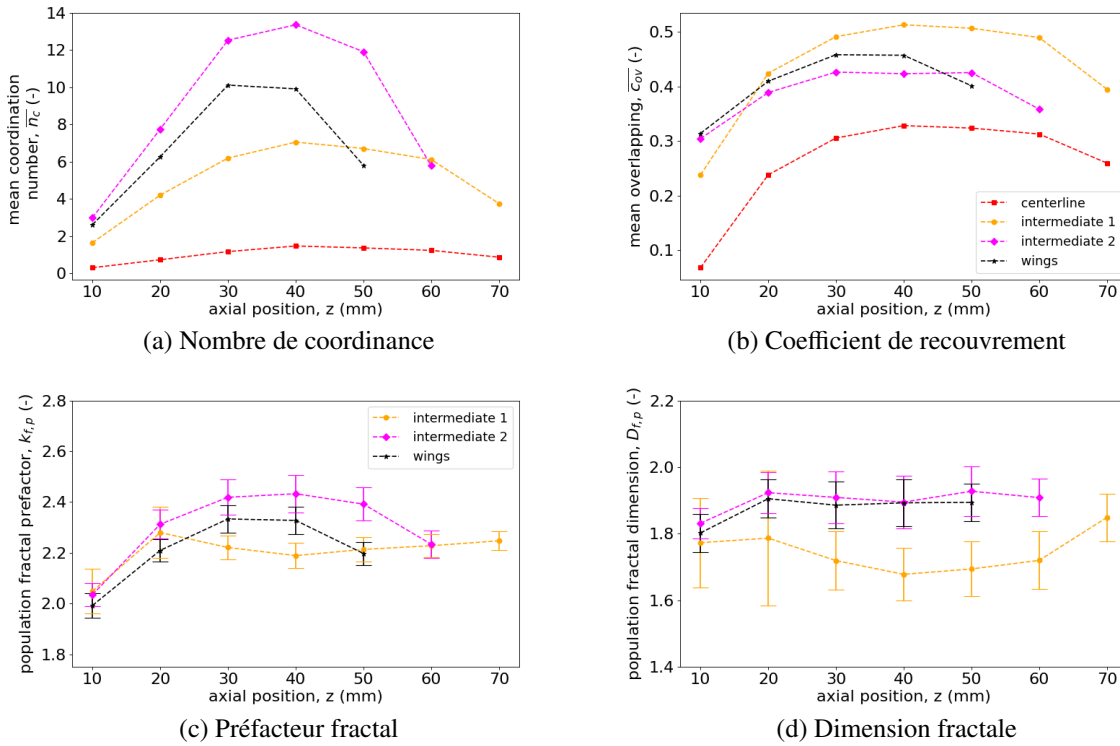 mean coordination
number, n̅c̅ (-)
14
12
10
8
6
4
2
0
10 20 30 40 50 60 70
axial position, z (mm)
(a) Nombre de coordinance
mean overlapping, c̅o̅v̅ (-)
0.5
0.4
0.3
0.2
0.1
centerline
intermediate 1
intermediate 2
wings
10 20 30 40 50 60 70
axial position, z (mm)
(b) Coefficient de recouvrement
population fractal prefactor, kf,p (-)
2.8
2.6
2.4
2.2
2.0
1.8
intermediate 1
intermediate 2
wings
10 20 30 40 50 60 70
axial position, z (mm)
(c) Préfacteur fractal
population fractal dimension, Df,p (-)
2.2
2.0
1.8
1.6
1.4
10 20 30 40 50 60 70
axial position, z (mm)
(d) Dimension fractale